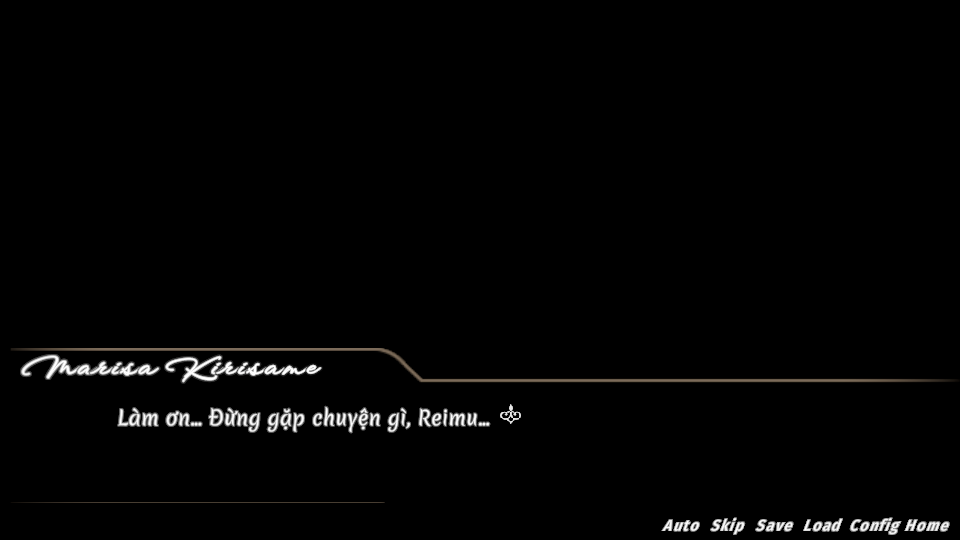 Marisa Kirisame
Làm ơn... Đừng gặp chuyện gì, Reimu...
Auto Skip Save Load Config Home